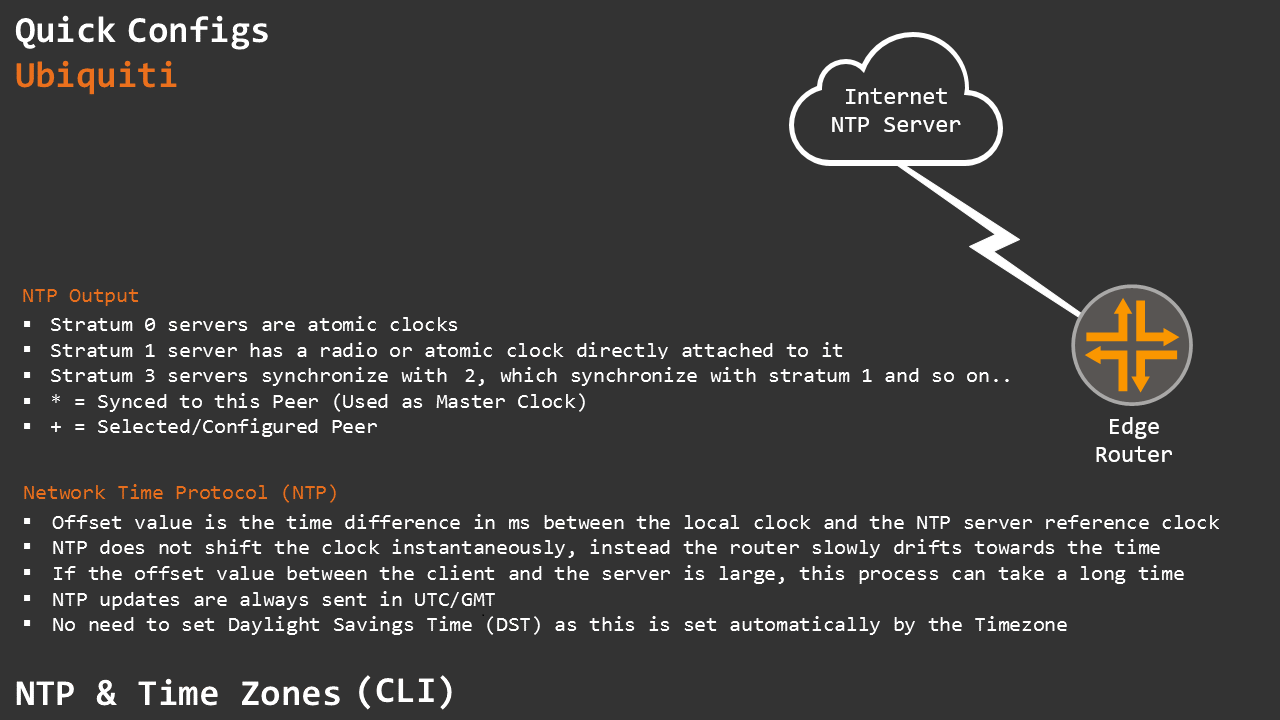 Quick Configs
Ubiquiti
Internet
NTP Server
NTP Output
▪ Stratum 0 servers are atomic clocks
▪ Stratum 1 server has a radio or atomic clock directly attached to it
▪ Stratum 3 servers synchronize with 2, which synchronize with stratum 1 and so on..
▪ * = Synced to this Peer (Used as Master Clock)
▪ + = Selected/Configured Peer
Edge
Router
Network Time Protocol (NTP)
▪ Offset value is the time difference in ms between the local clock and the NTP server reference clock
▪ NTP does not shift the clock instantaneously, instead the router slowly drifts towards the time
▪ If the offset value between the client and the server is large, this process can take a long time
▪ NTP updates are always sent in UTC/GMT
▪ No need to set Daylight Savings Time (DST) as this is set automatically by the Timezone
NTP & Time Zones (CLI)